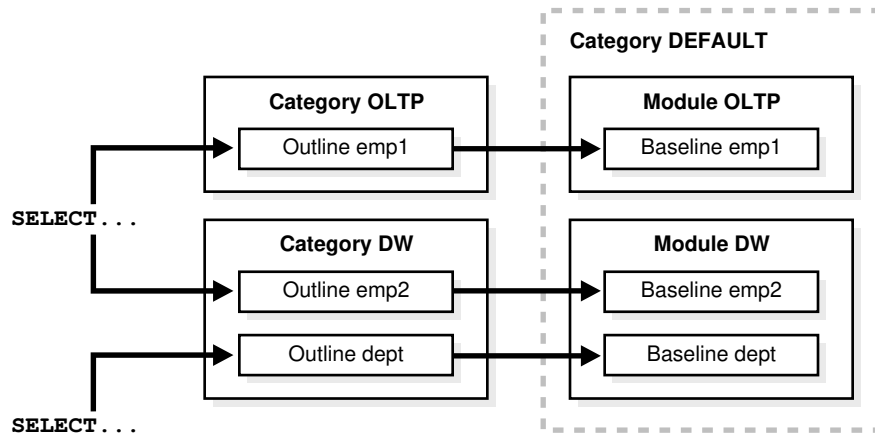 Category DEFAULT
Category OLTP
Module OLTP
Outline emp1
Baseline emp1
SELECT...
Category DW
Module DW
Outline emp2
Baseline emp2
Outline dept
Baseline dept
SELECT...